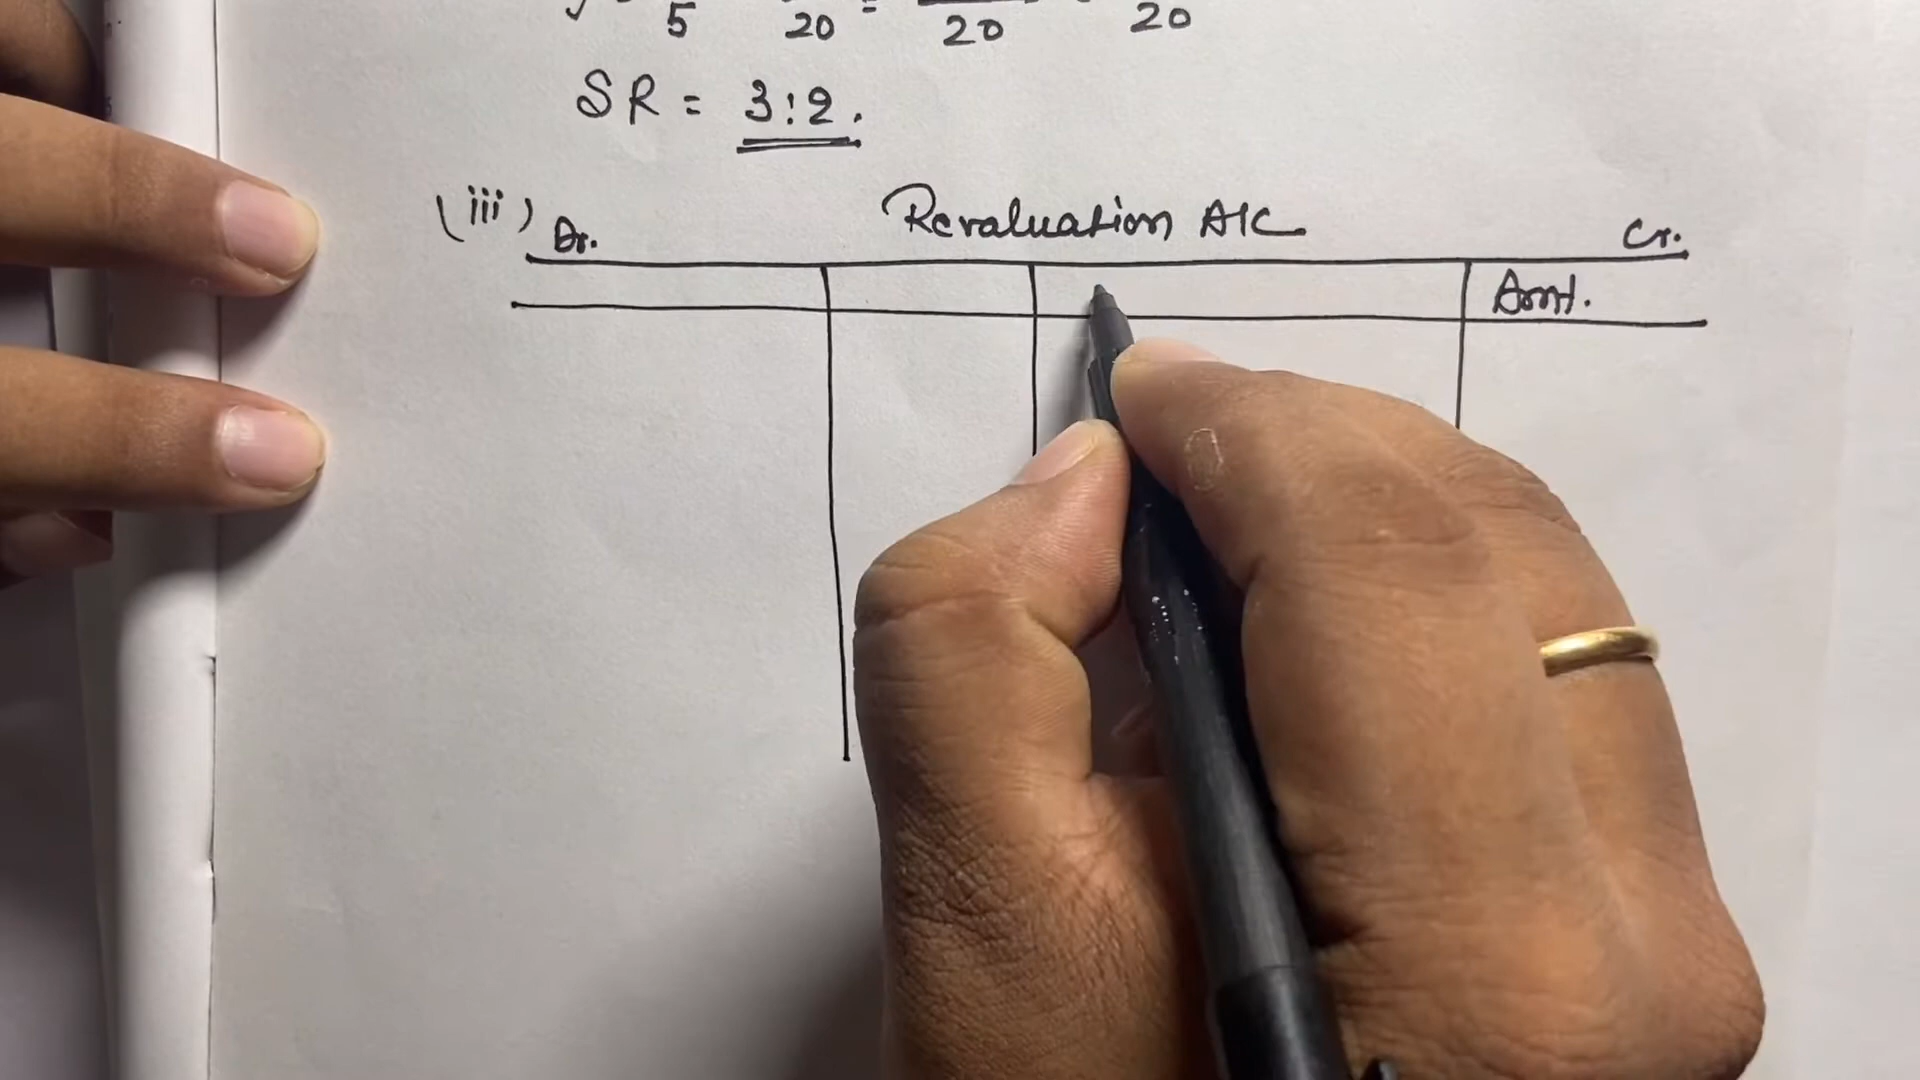 5 20 = 20 20
SR = 3:2.
(iii) Dr. Revaluation A/C Cr.
Amt.